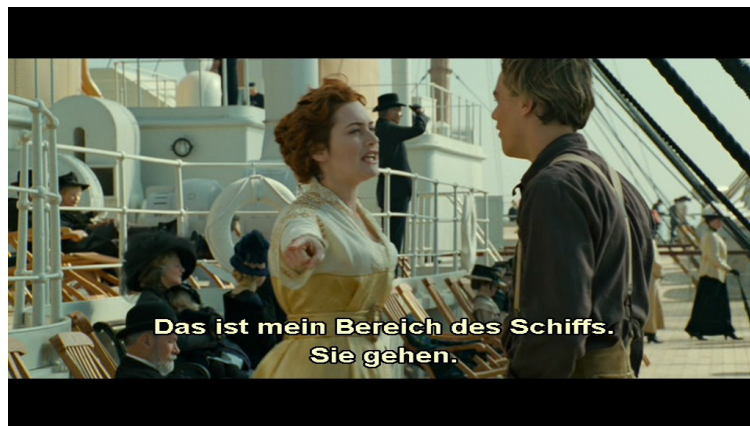 Das ist mein Bereich des Schiffs.
Sie gehen.